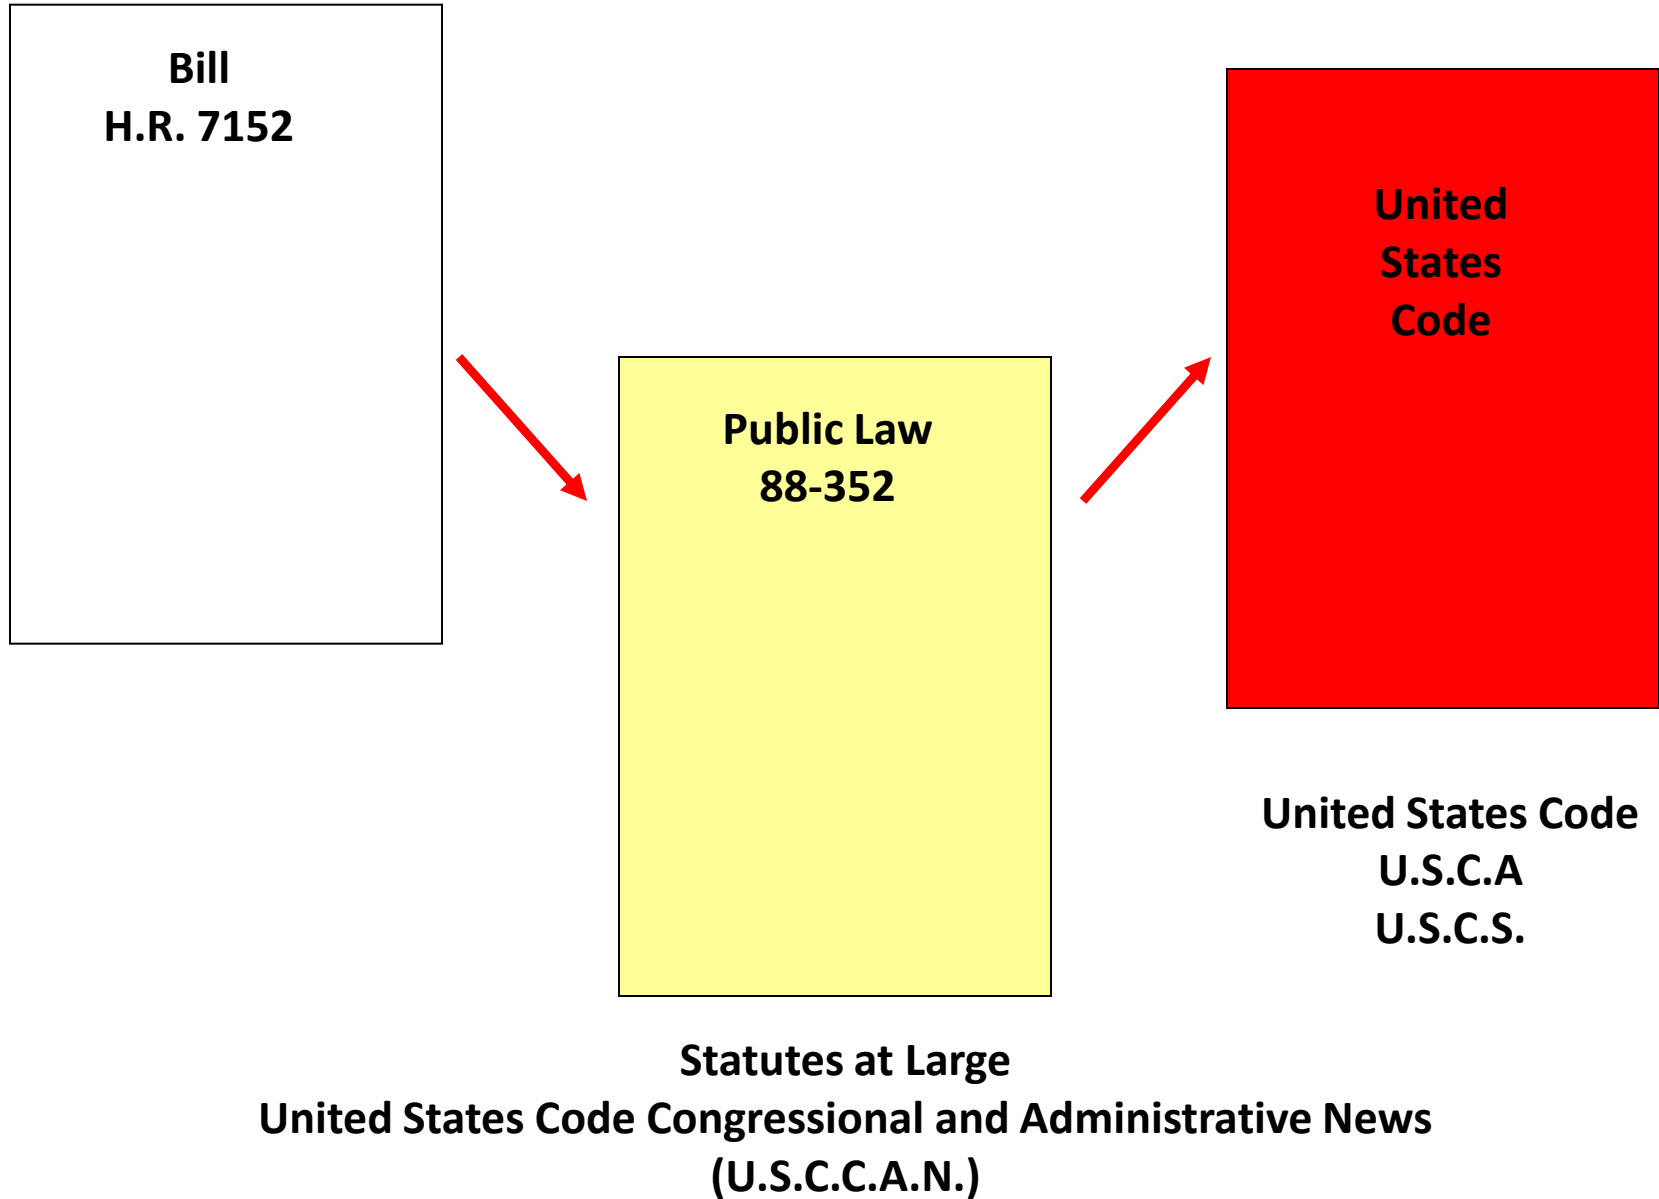 Bill
H.R. 7152
Public Law
88-352
United
States
Code
United States Code
U.S.C.A
U.S.C.S.
Statutes at Large
United States Code Congressional and Administrative News
(U.S.C.C.A.N.)